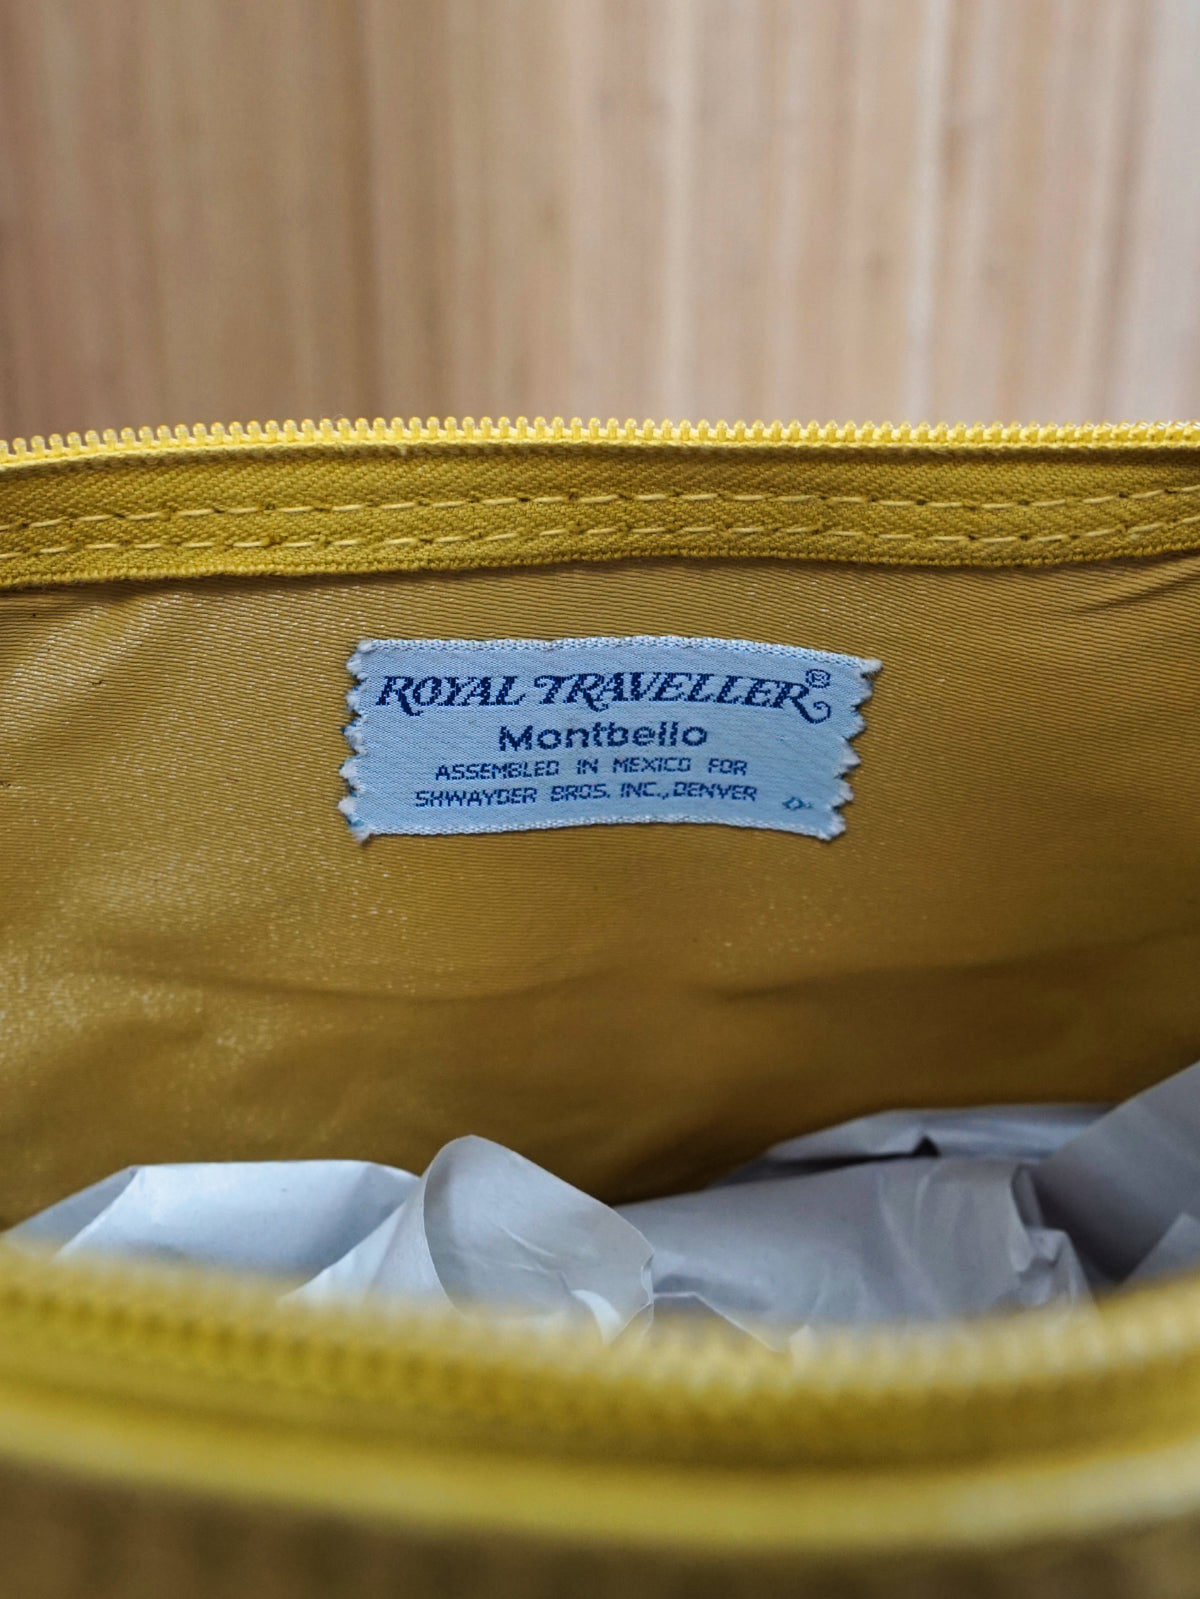 ROYAL TRAVELLER®
Montbello
ASSEMBLED IN MEXICO FOR
SHWAYDER BROS. INC., DENVER